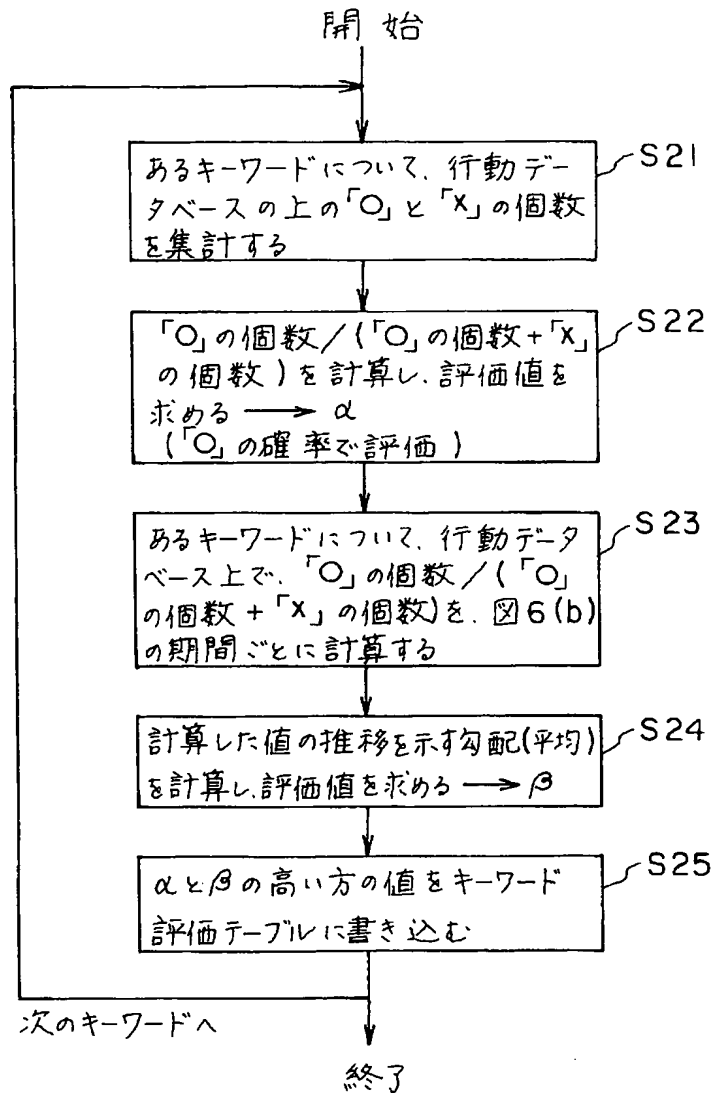 開始
あるキーワードについて、行動デー
タベースの上の「○」と「×」の個数
を集計する
S21
「○」の個数/(「○」の個数+「×」
の個数)を計算し、評価値を
求める → α
(「○」の確率で評価)
S22
あるキーワードについて、行動データ
ベース上で、「○」の個数/(「○」
の個数+「×」の個数)を、図6(b)
の期間ごとに計算する
S23
計算した値の推移を示す勾配(平均)
を計算し、評価値を求める → β
S24
αとβの高い方の値をキーワード
評価テーブルに書き込む
S25
次のキーワードへ
終了